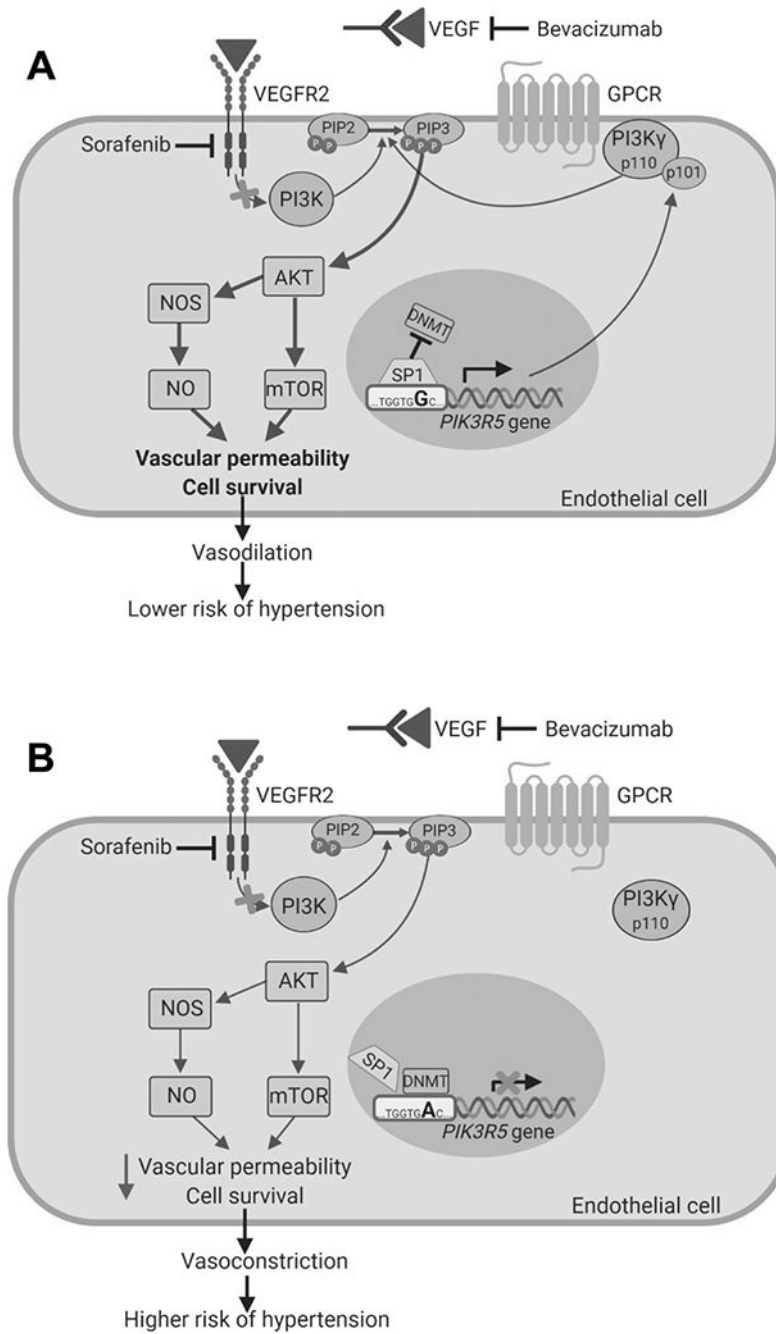 A
VEGF
Bevacizumab
VEGFR2
GPCR
Sorafenib
PIP2
PIP3
P P
P P P
PI3Kγ
p110
p101
PI3K
AKT
NOS
DNMT
NO
mTOR
SP1
...TGGTGGC...
PIK3R5 gene
Vascular permeability
Cell survival
Endothelial cell
Vasodilation
Lower risk of hypertension
B
VEGF
Bevacizumab
VEGFR2
GPCR
Sorafenib
PIP2
PIP3
P P
P P P
PI3K
PI3Kγ
p110
AKT
NOS
SP1
DNMT
NO
mTOR
...TGGTGAC...
PIK3R5 gene
Vascular permeability
Cell survival
Endothelial cell
Vasoconstriction
Higher risk of hypertension